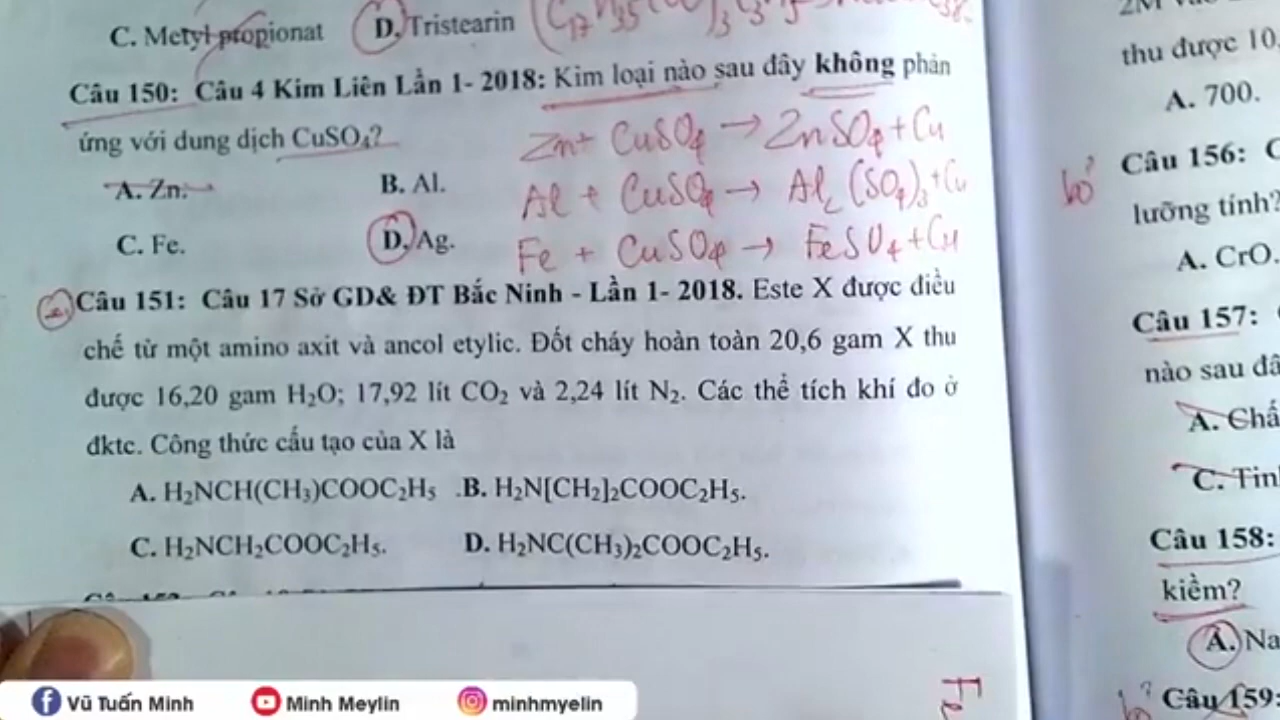 C. Metyl propionat D. Tristearin
Câu 150: Câu 4 Kim Liên Lần 1- 2018: Kim loại nào sau đây không phản
ứng với dung dịch CuSO₄?
Zn + CuSO₄ → ZnSO₄ + Cu
A. Zn. B. Al.
Al + CuSO₄ → Al₂(SO₄)₃ + Cu
C. Fe. D. Ag.
Fe + CuSO₄ → FeSO₄ + Cu
Câu 151: Câu 17 Sở GD& ĐT Bắc Ninh - Lần 1- 2018. Este X được điều
chế từ một amino axit và ancol etylic. Đốt cháy hoàn toàn 20,6 gam X thu
được 16,20 gam H₂O; 17,92 lít CO₂ và 2,24 lít N₂. Các thể tích khí đo ở
đktc. Công thức cấu tạo của X là
A. H₂NCH(CH₃)COOC₂H₅ .B. H₂N[CH₂]₂COOC₂H₅.
C. H₂NCH₂COOC₂H₅. D. H₂NC(CH₃)₂COOC₂H₅.
Fe
2M
thu được 10,
A. 700.
bỏ?
Câu 156:
lưỡng tính?
A. CrO.
Câu 157:
nào sau
A.
C.
Câu 158:
kiềm?
A. Na
Câu 159:
Vũ Tuấn Minh Minh Meylin minhmyelin